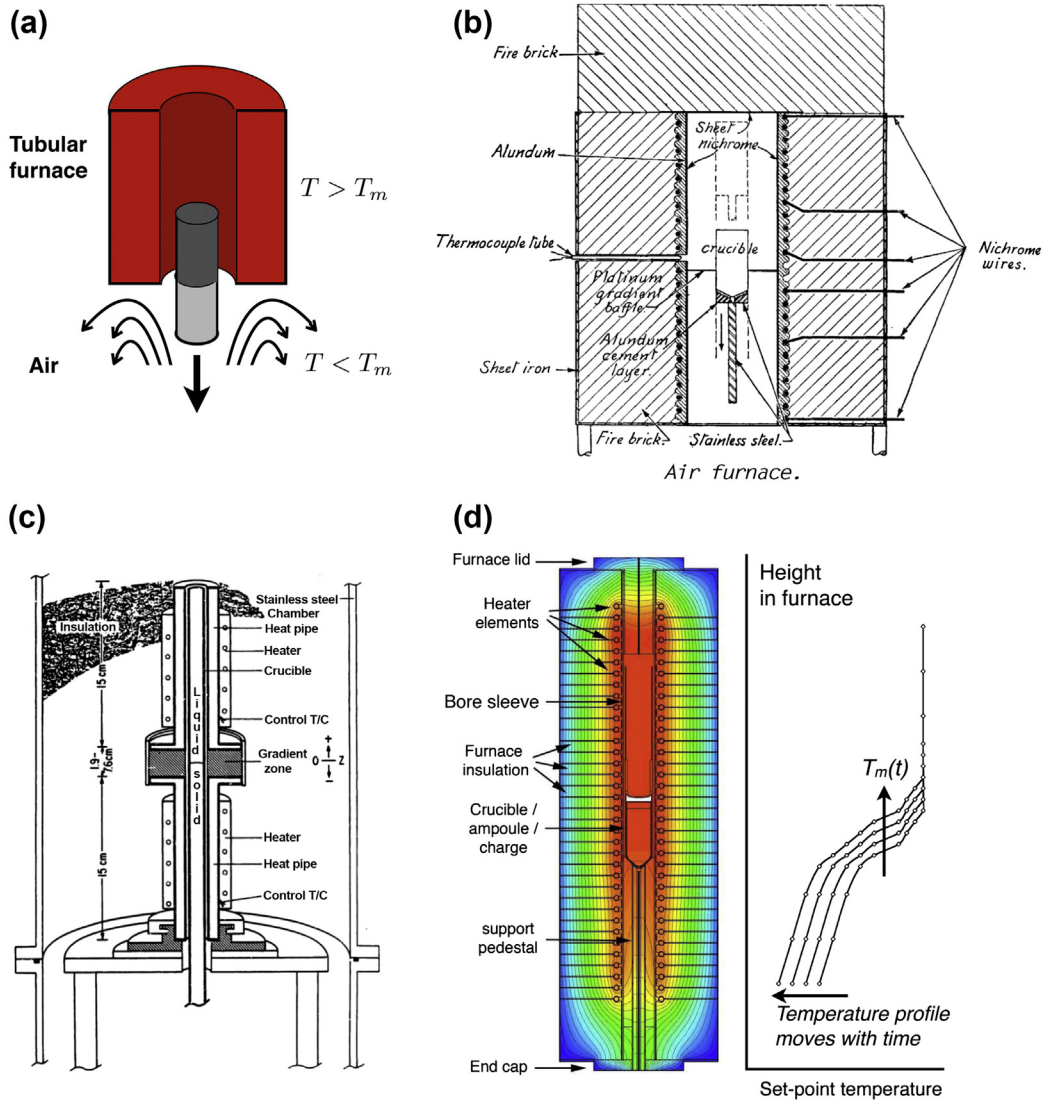 (a)
Tubular
furnace
T > Tm
Air
T < Tm
(b)
Fire brick
Sheet
nichrome
Alundum
Thermocouple tube
crucible
Platinum
gradient
baffle.
Nichrome
wires.
Alundum
cement
layer.
Sheet iron
Fire brick.
Stainless steel.
Air furnace.
(c)
Stainless steel
Chamber
Insulation
Heat pipe
Heater
Crucible
15 cm
Liquid
Control T/C
Gradient
zone
+
O Z
-
1.9-
7.6cm
solid
Heater
15 cm
Heat pipe
Control T/C
(d)
Furnace lid
Heater
elements
Bore sleeve
Furnace
insulation
Crucible /
ampoule /
charge
support
pedestal
End cap
Height
in furnace
Tm(t)
Temperature profile
moves with time
Set-point temperature